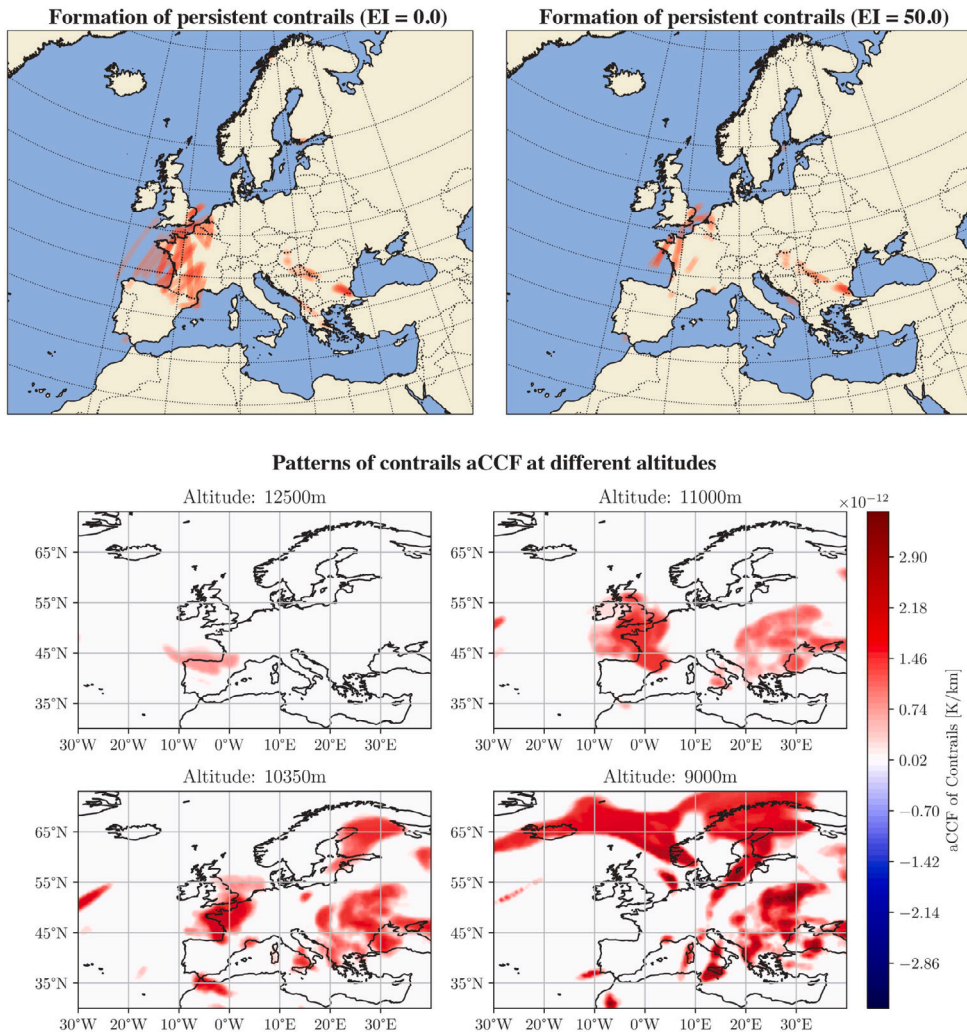 Formation of persistent contrails (EI = 0.0)
Formation of persistent contrails (EI = 50.0)
Patterns of contrails aCCF at different altitudes
Altitude: 12500m
Altitude: 11000m
×10⁻¹²
65°N
55°N
45°N
35°N
30°W 20°W 10°W 0°W 10°E 20°E 30°E
65°N
55°N
45°N
35°N
30°W 20°W 10°W 0°W 10°E 20°E 30°E
Altitude: 10350m
Altitude: 9000m
65°N
55°N
45°N
35°N
30°W 20°W 10°W 0°W 10°E 20°E 30°E
65°N
55°N
45°N
35°N
30°W 20°W 10°W 0°W 10°E 20°E 30°E
2.90
2.18
1.46
0.74
0.02
−0.70
−1.42
−2.14
−2.86
aCCF of Contrails [K/km]